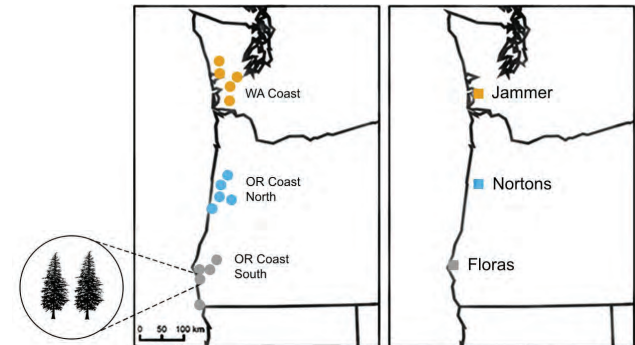 WA Coast
OR Coast
North
OR Coast
South
0 50 100 km
Jammer
Nortons
Floras